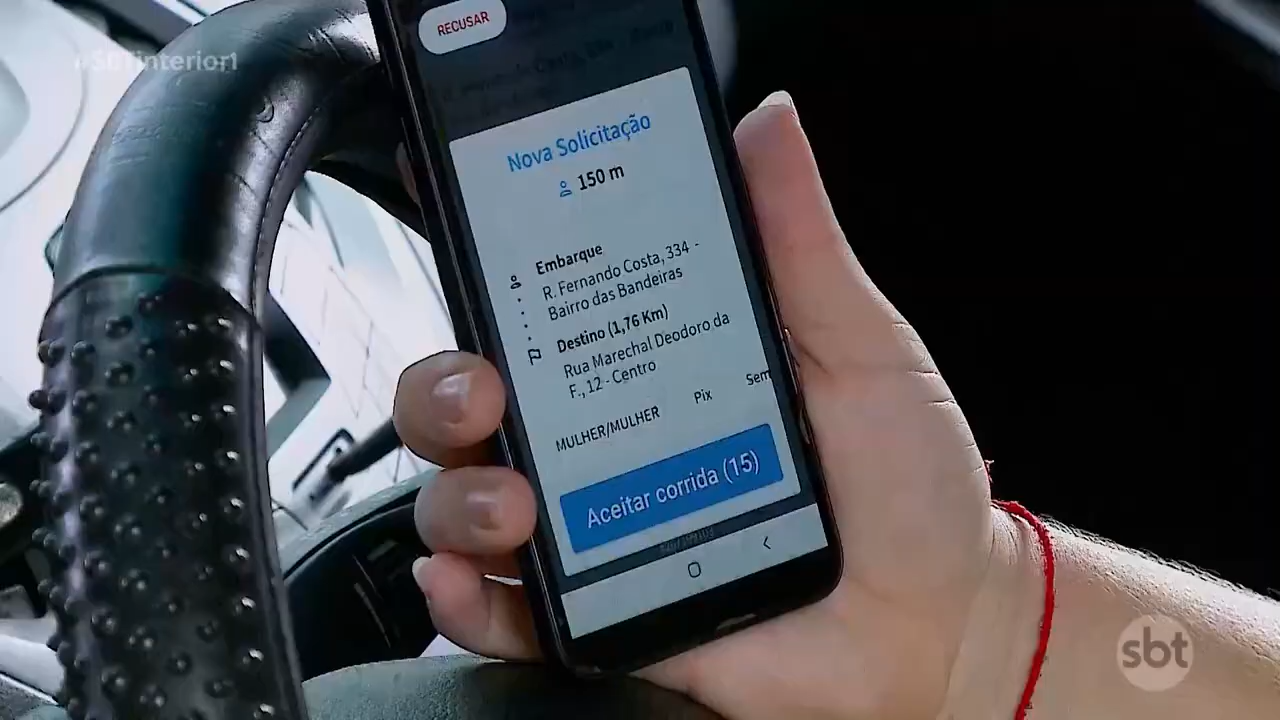 #SBTinterior1
RECUSAR
Nova Solicitação
150 m
Embarque
R. Fernando Costa, 334 -
Bairro das Bandeiras
Destino (1,76 Km)
Rua Marechal Deodoro da
F., 12 - Centro
MULHER/MULHER Pix Sem
Aceitar corrida (15)
sbt